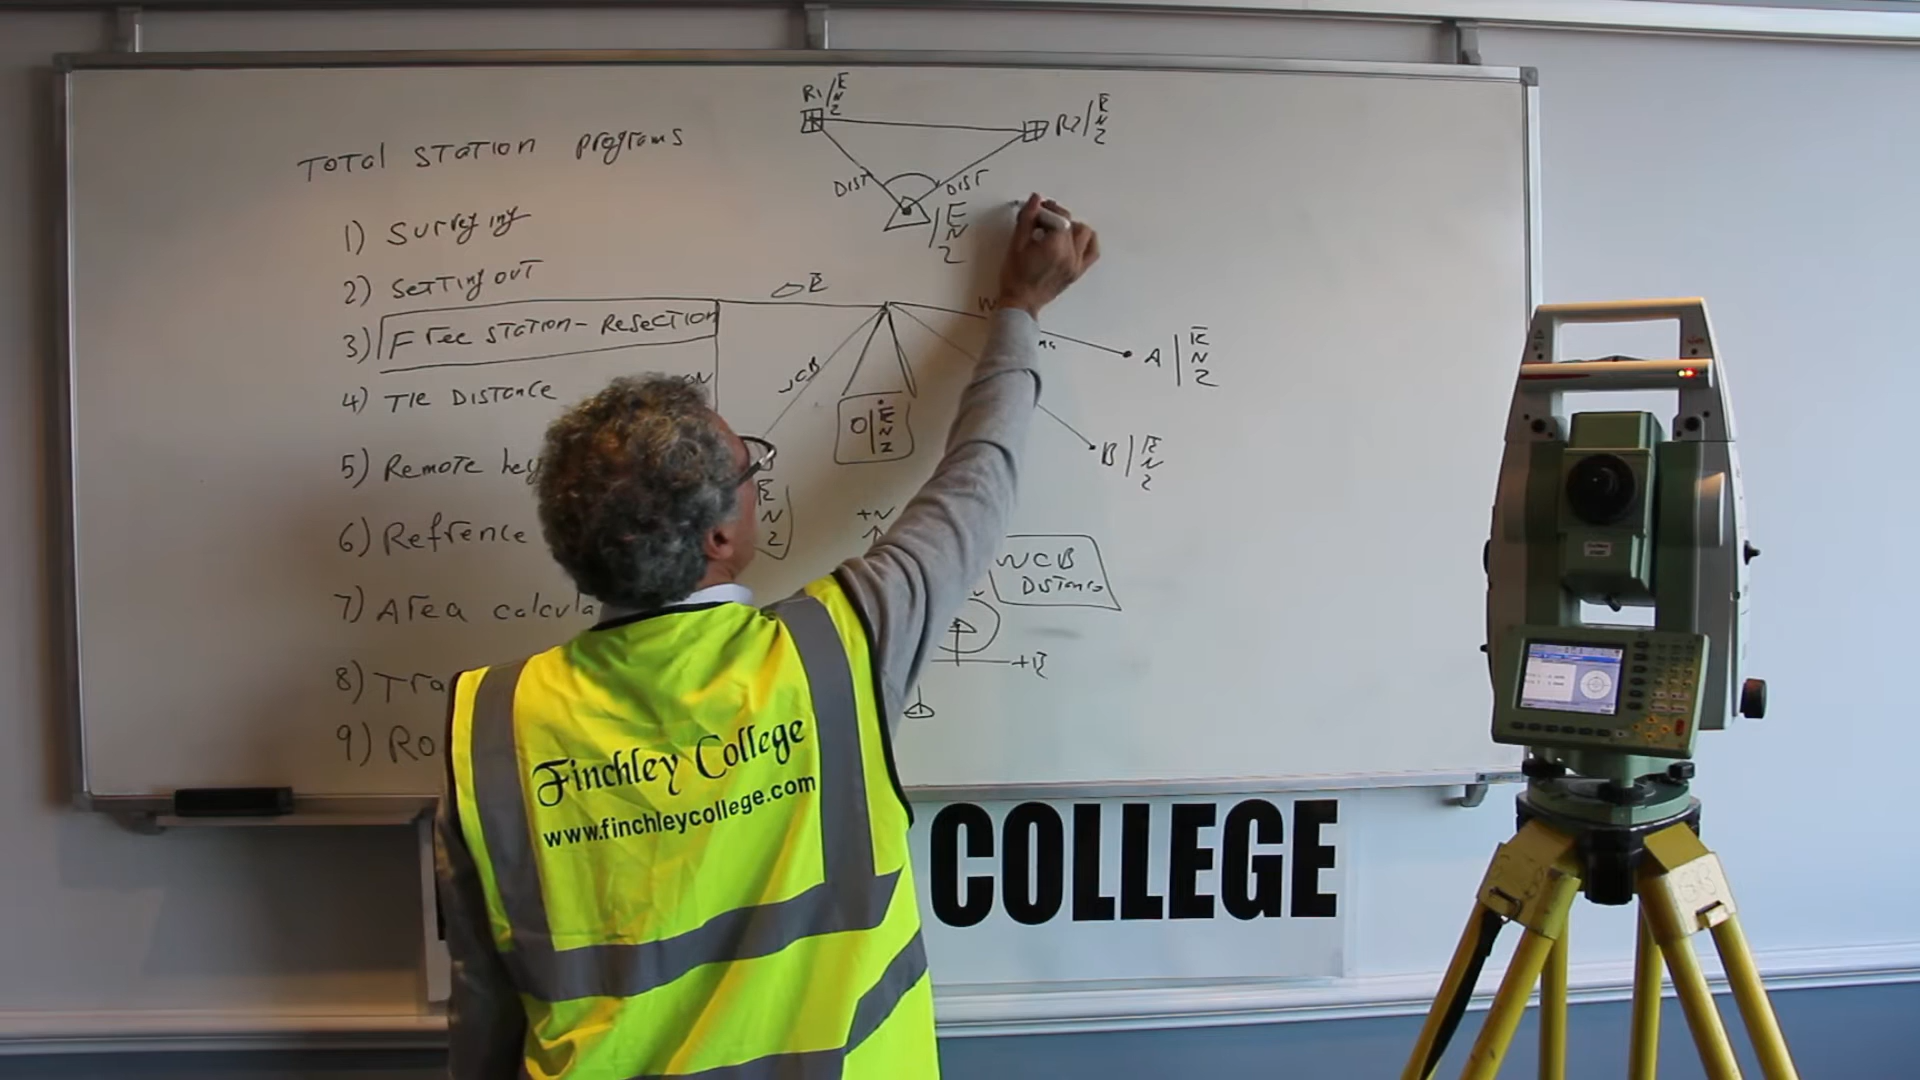 TOTAL STATION Programs
1) Surveying
2) Setting out
3) Free STATION - Resection
4) TIE DISTance
5) Remote
6) Refrence
7) Area calcula
8) Tra
9) Ro
R1 E
N
Z
R2 E
N
Z
DIST
DIST
E
N
Z
△E
A E
N
Z
WCB
O E
N
Z
B E
N
Z
E
N
Z
+N
WCB
Distance
+E
Finchley College
www.finchleycollege.com
COLLEGE